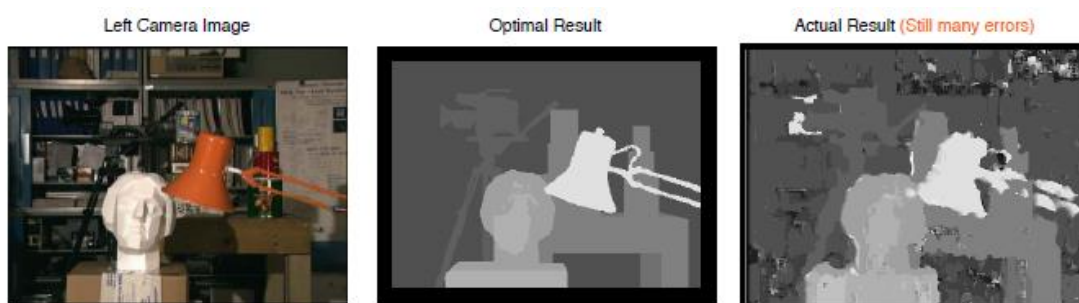 Left Camera Image
Optimal Result
Actual Result (Still many errors)